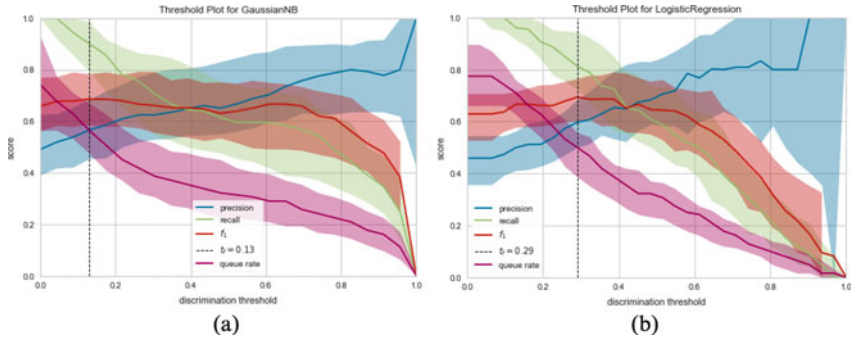 Threshold Plot for GaussianNB
1.0
0.8
0.6
0.4
0.2
0.0
score
precision
recall
f1
tf = 0.13
queue rate
0.0 0.2 0.4 0.6 0.8 1.0
discrimination threshold
(a)
Threshold Plot for LogisticRegression
1.0
0.8
0.6
0.4
0.2
0.0
score
precision
recall
f1
tf = 0.29
queue rate
0.0 0.2 0.4 0.6 0.8 1.0
discrimination threshold
(b)